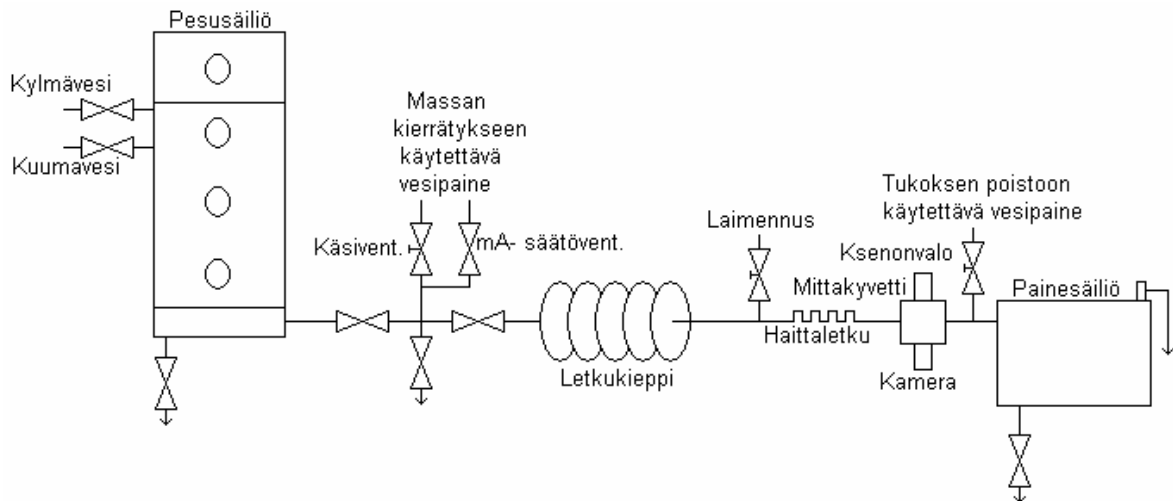 Pesusäiliö
Kylmävesi
Kuumavesi
Massan
kierrätykseen
käytettävä
vesipaine
Käsivent.
mA- säätövent.
Letkukieppi
Laimennus
Haittaletku
Mittakyvetti
Ksenonvalo
Kamera
Tukoksen poistoon
käytettävä vesipaine
Painesäiliö